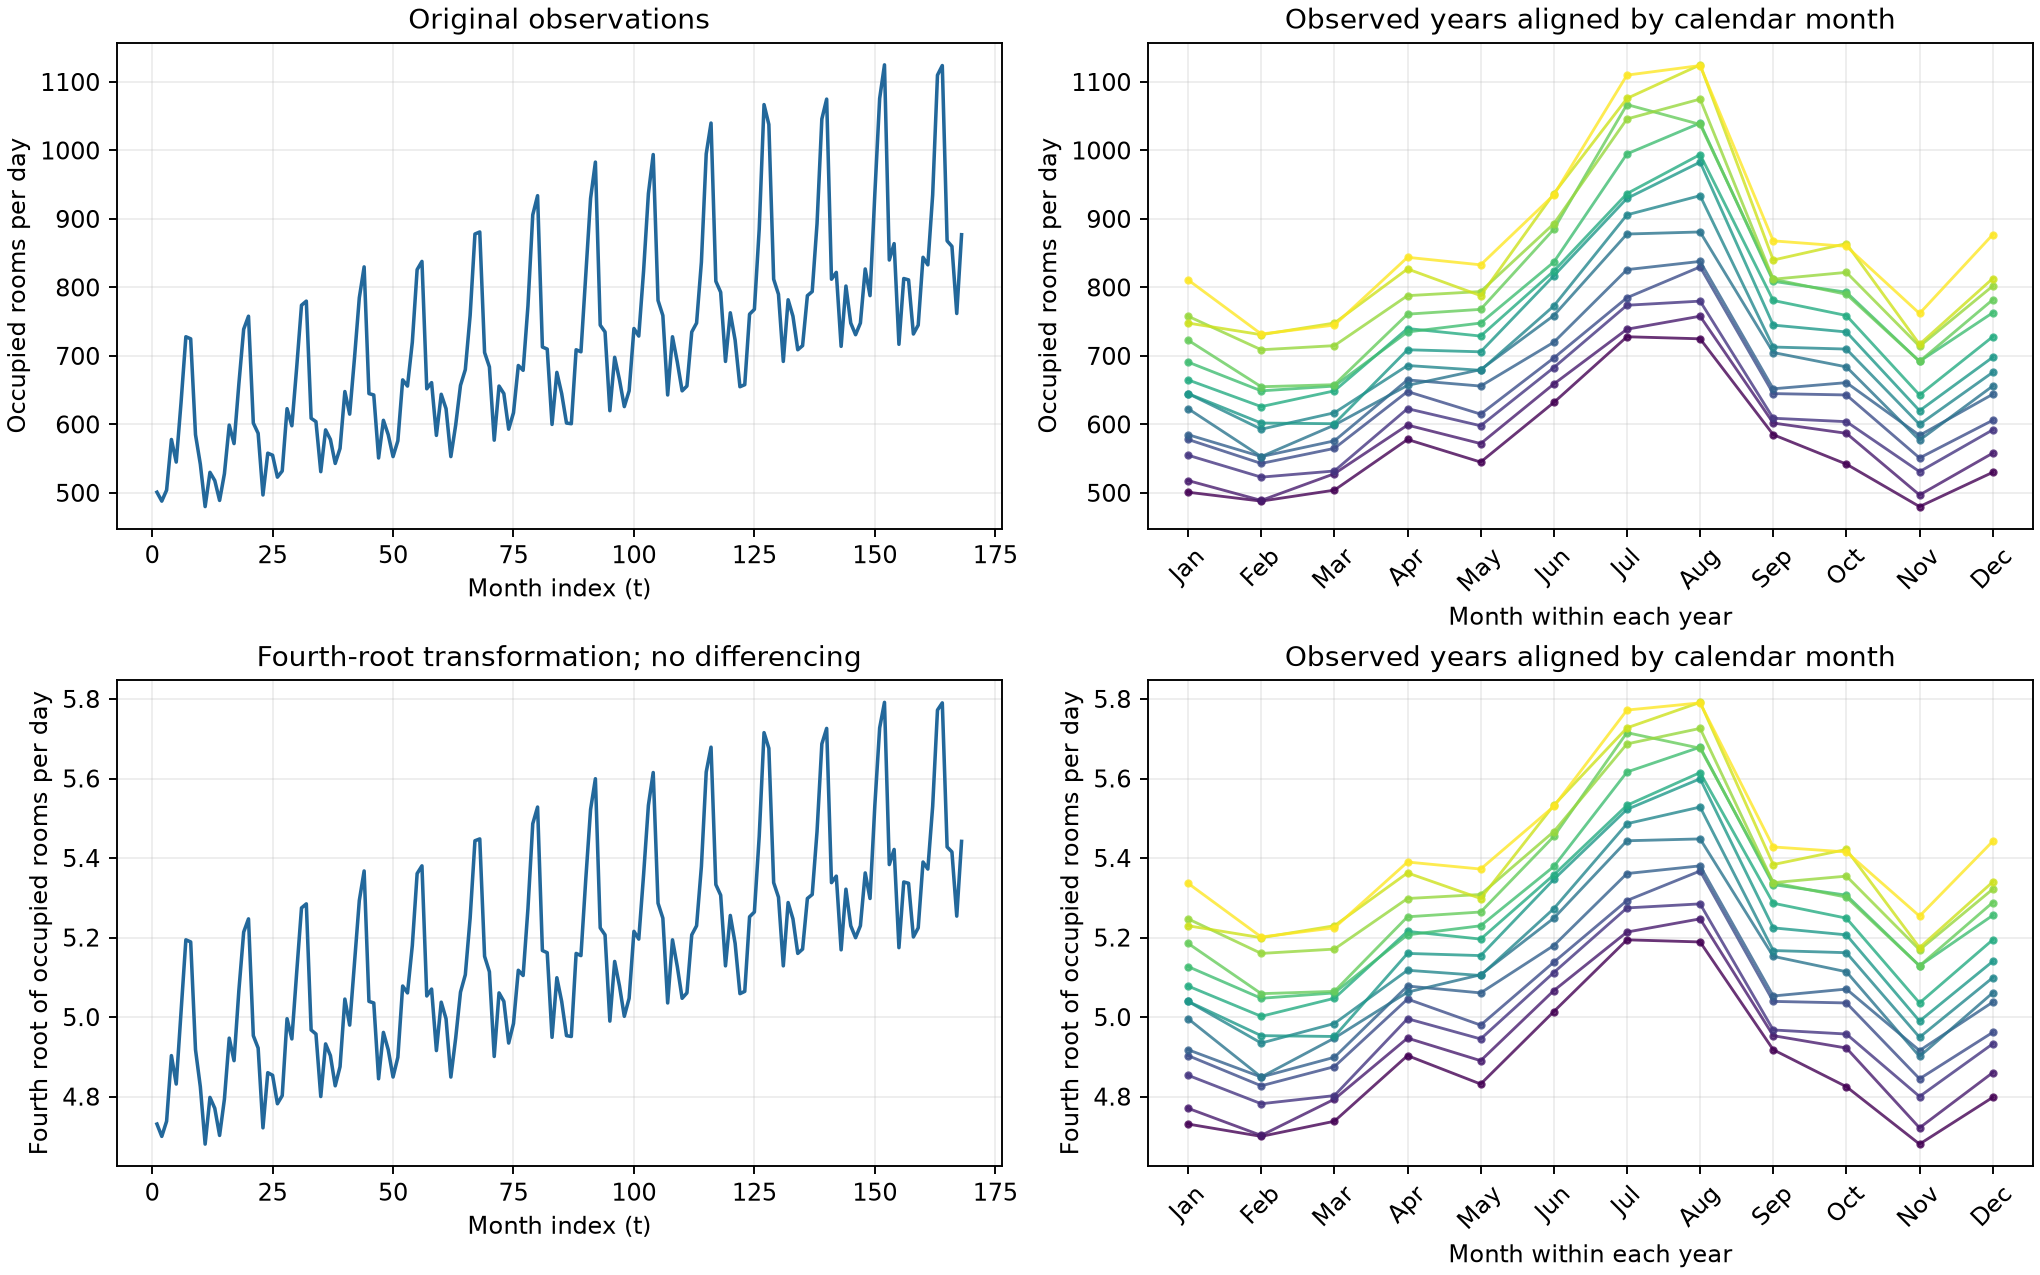 Original observations
Occupied rooms per day
1100
1000
900
800
700
600
500
0 25 50 75 100 125 150 175
Month index (t)
Observed years aligned by calendar month
Occupied rooms per day
1100
1000
900
800
700
600
500
Jan Feb Mar Apr May Jun Jul Aug Sep Oct Nov Dec
Month within each year
Fourth-root transformation; no differencing
Fourth root of occupied rooms per day
5.8
5.6
5.4
5.2
5.0
4.8
0 25 50 75 100 125 150 175
Month index (t)
Observed years aligned by calendar month
Fourth root of occupied rooms per day
5.8
5.6
5.4
5.2
5.0
4.8
Jan Feb Mar Apr May Jun Jul Aug Sep Oct Nov Dec
Month within each year